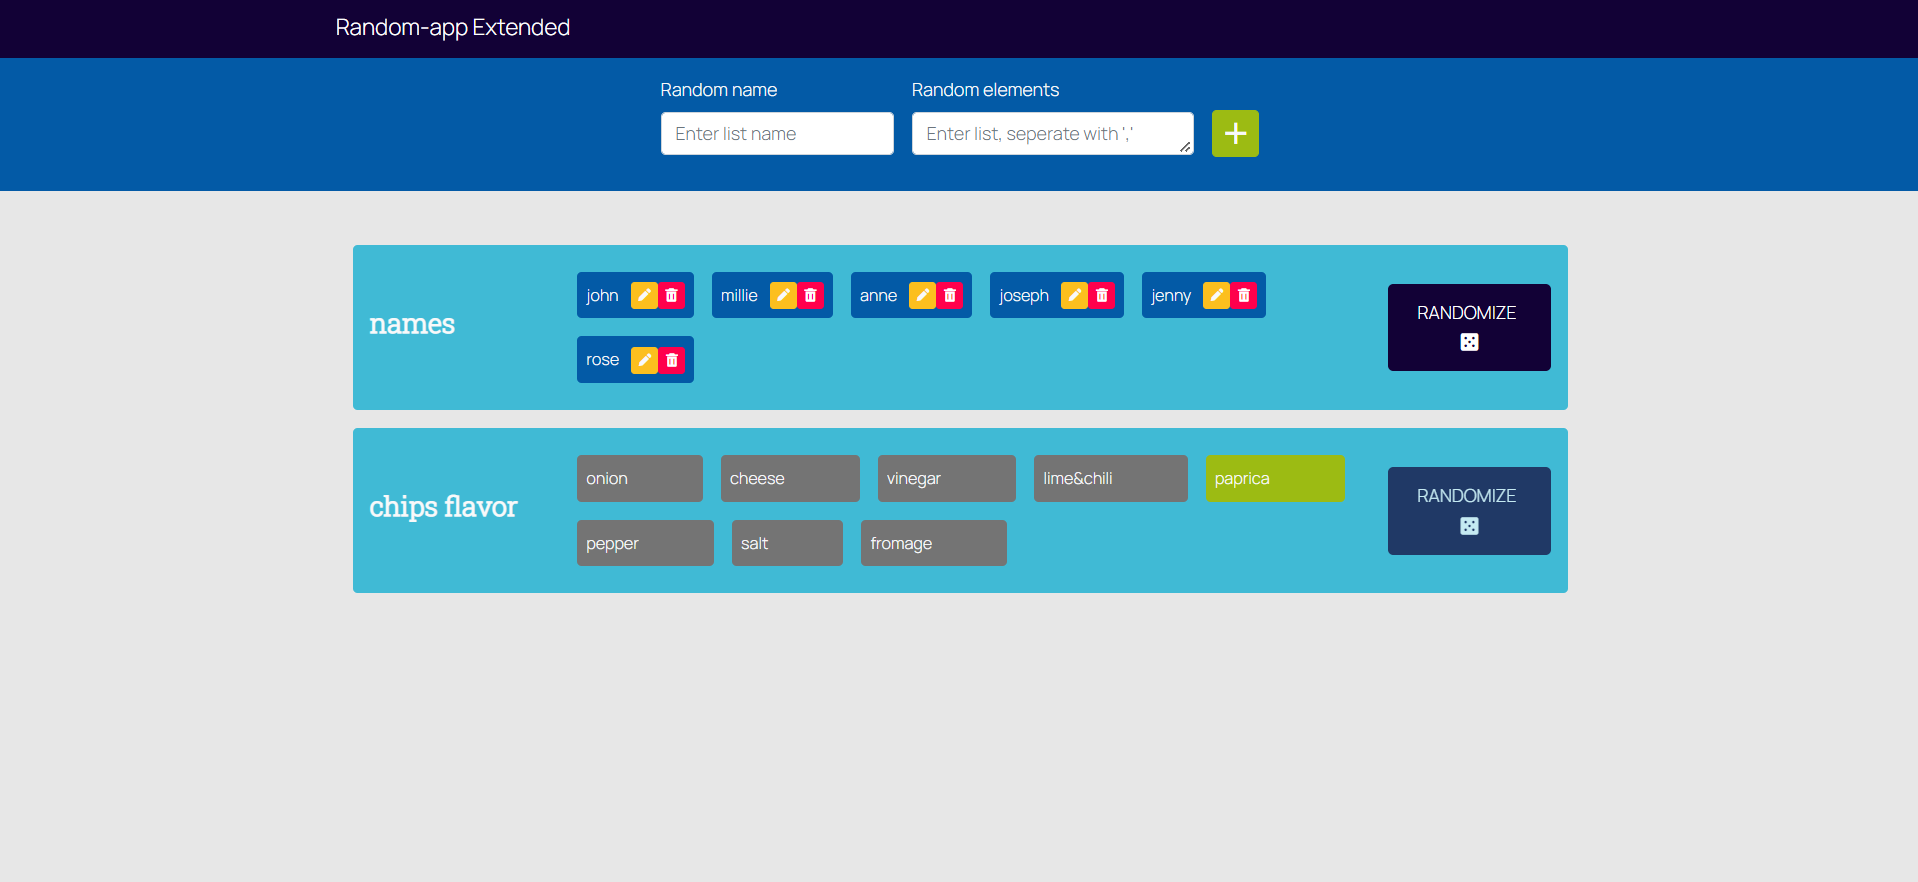 Random-app Extended
Random name
Random elements
Enter list name
Enter list, seperate with ','
names
john
millie
anne
joseph
jenny
rose
RANDOMIZE
chips flavor
onion
cheese
vinegar
lime&chili
paprica
pepper
salt
fromage
RANDOMIZE